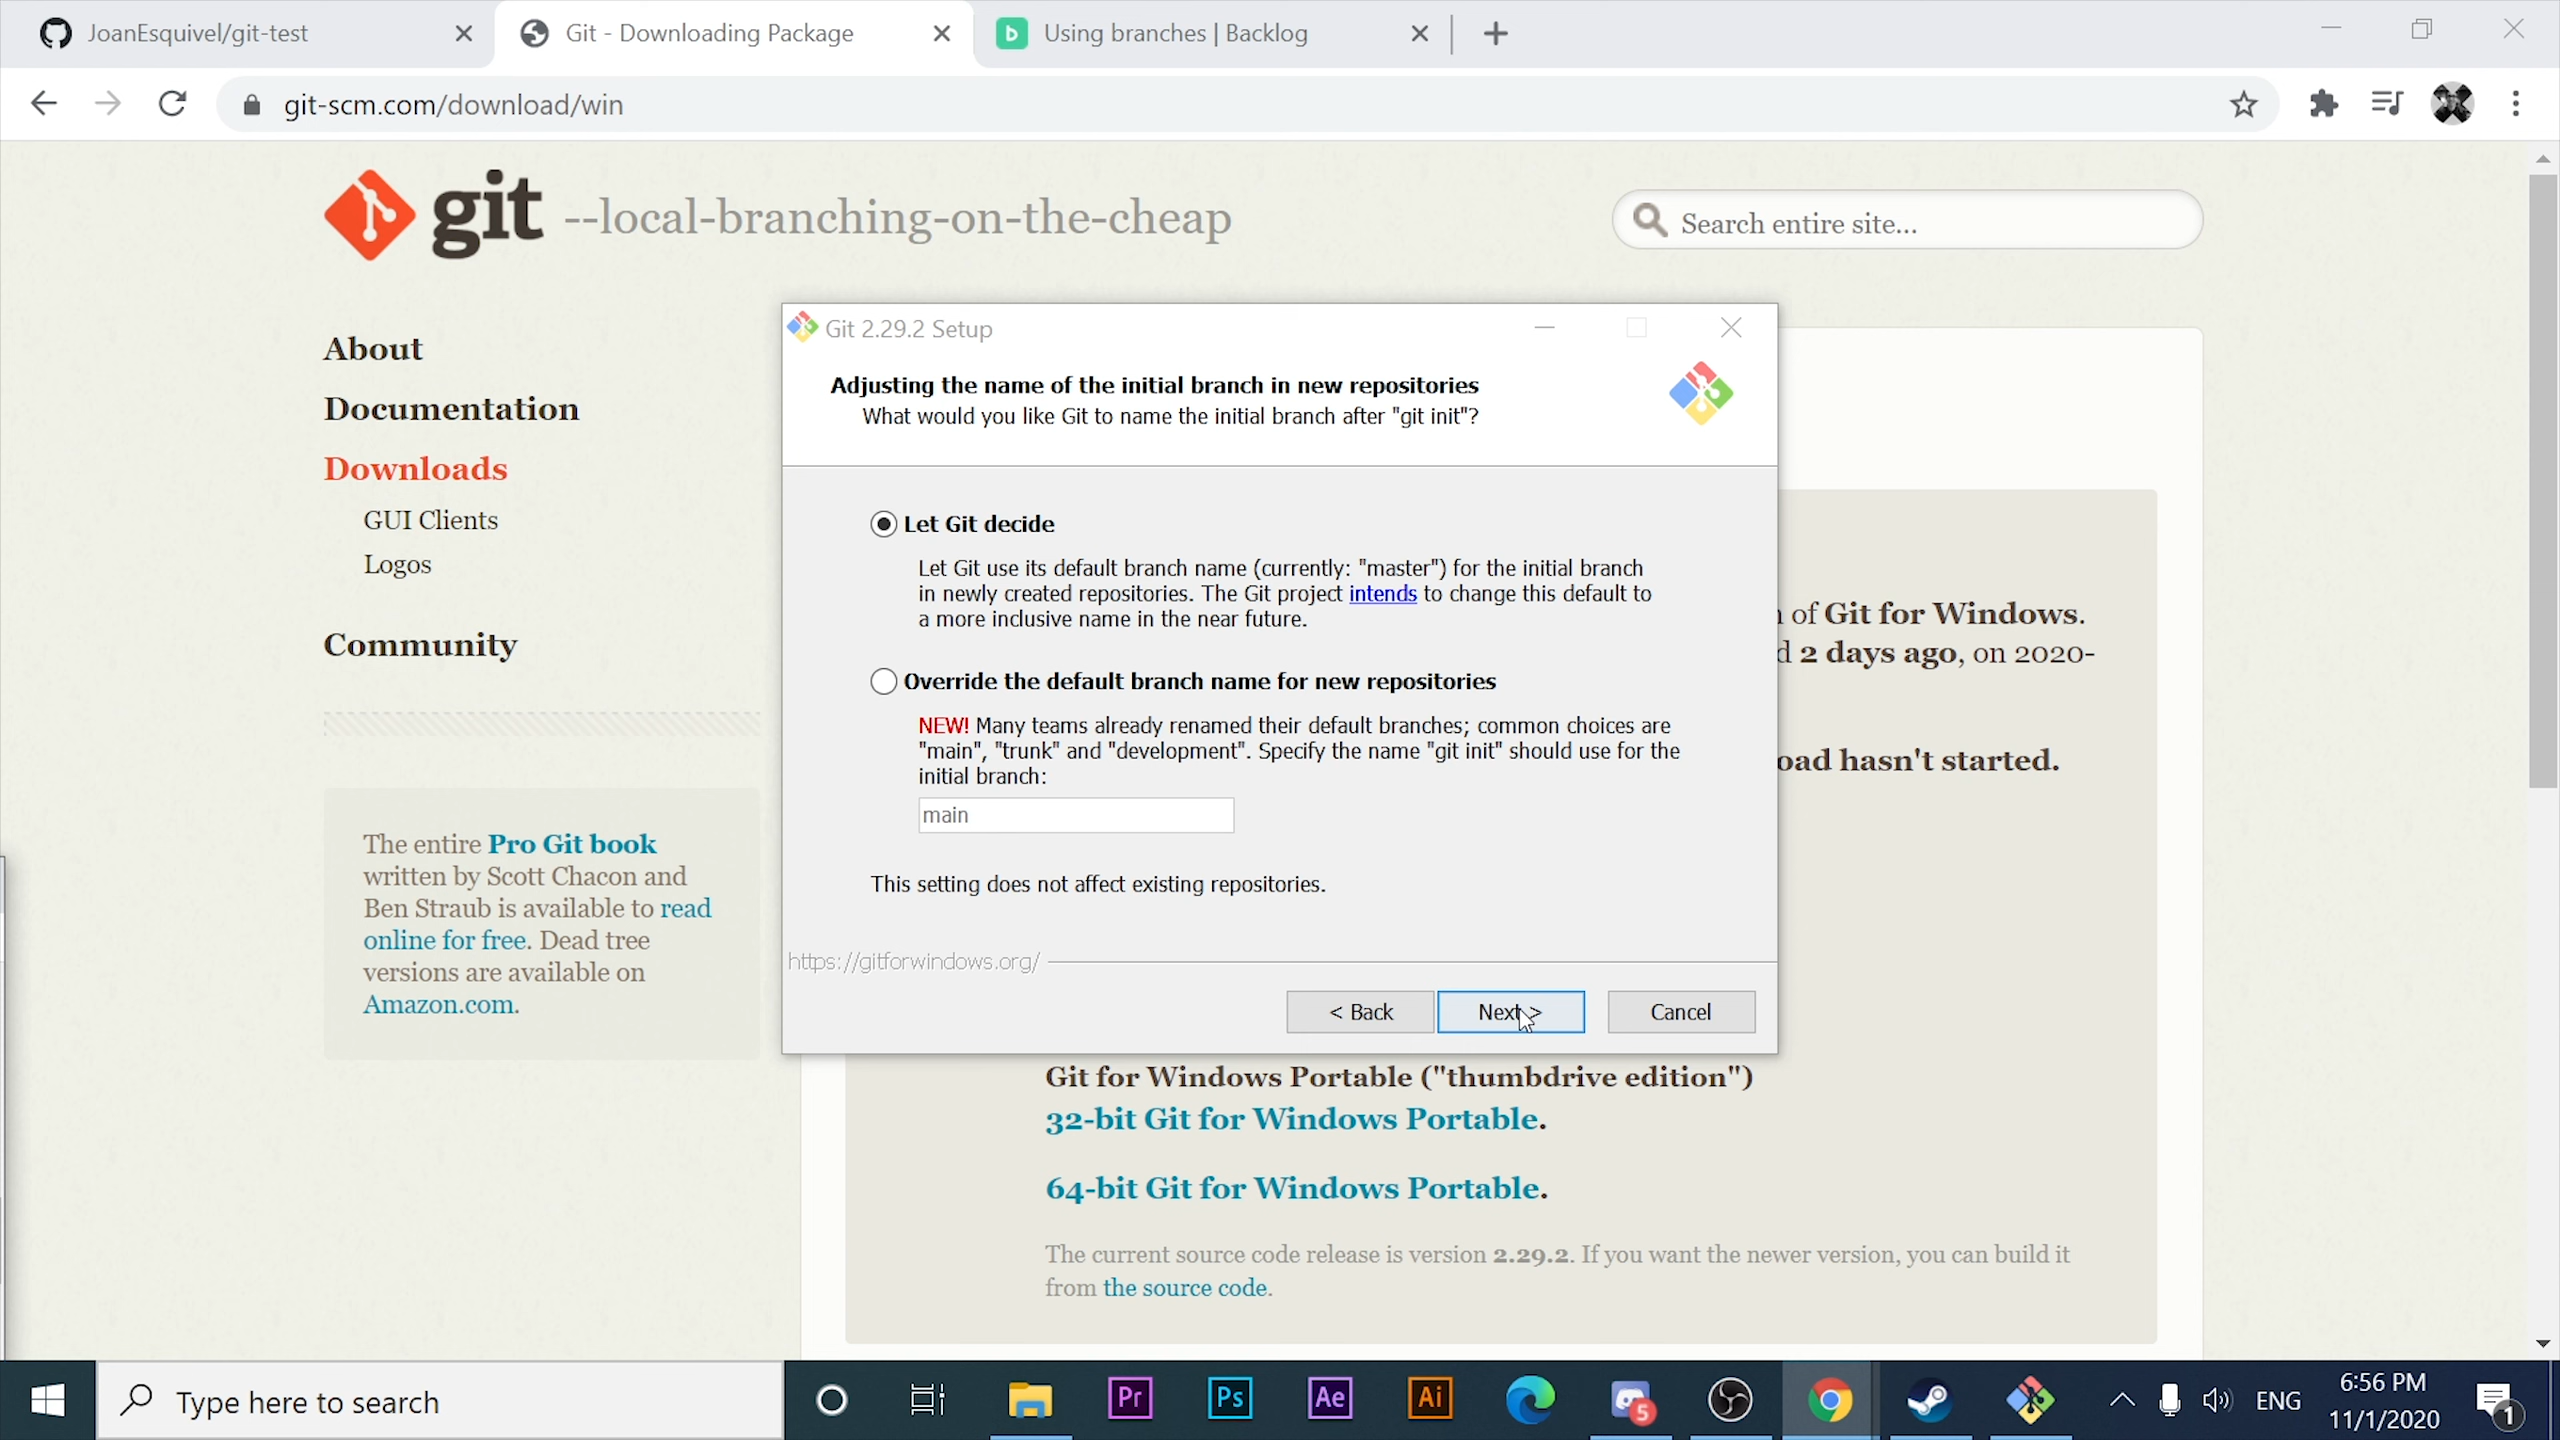 JoanEsquivel/git-test
Git - Downloading Package
Using branches | Backlog
git-scm.com/download/win
git --local-branching-on-the-cheap
Search entire site...
About
Documentation
Downloads
GUI Clients
Logos
Community
The entire Pro Git book
written by Scott Chacon and
Ben Straub is available to read
online for free. Dead tree
versions are available on
Amazon.com.
Git 2.29.2 Setup
Adjusting the name of the initial branch in new repositories
What would you like Git to name the initial branch after "git init"?
Let Git decide
Let Git use its default branch name (currently: "master") for the initial branch
in newly created repositories. The Git project intends to change this default to
a more inclusive name in the near future.
Override the default branch name for new repositories
NEW! Many teams already renamed their default branches; common choices are
"main", "trunk" and "development". Specify the name "git init" should use for the
initial branch:
main
This setting does not affect existing repositories.
https://gitforwindows.org/
< Back
Next >
Cancel
of Git for Windows.
2 days ago, on 2020-
oad hasn't started.
Git for Windows Portable ("thumbdrive edition")
32-bit Git for Windows Portable.
64-bit Git for Windows Portable.
The current source code release is version 2.29.2. If you want the newer version, you can build it
from the source code.
Type here to search
Pr
Ps
Ae
Ai
5
ENG
6:56 PM
11/1/2020
1